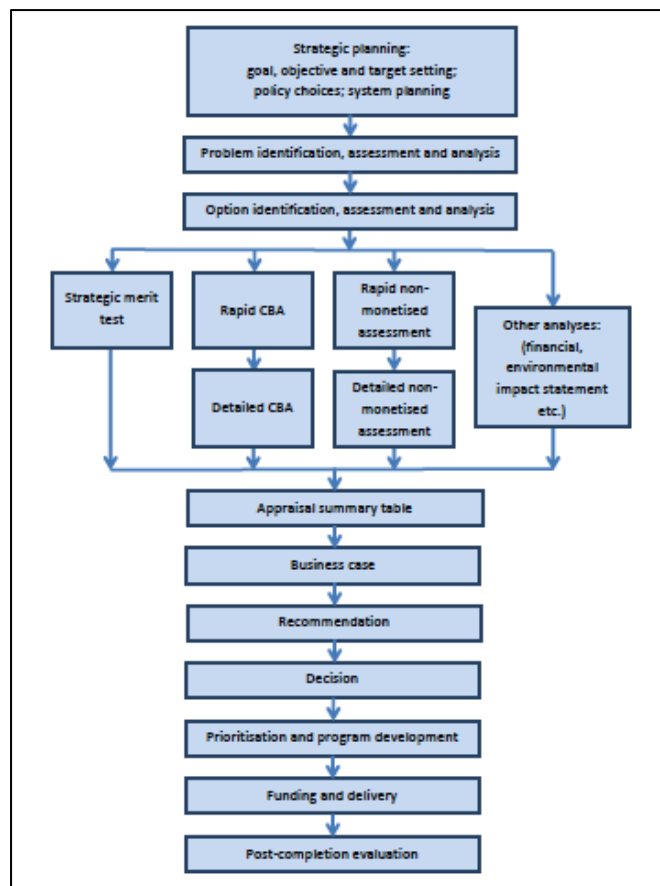 Strategic planning:
goal, objective and target setting;
policy choices; system planning
Problem identification, assessment and analysis
Option identification, assessment and analysis
Strategic merit
test
Rapid CBA
Rapid non-
monetised
assessment
Other analyses:
(financial,
environmental
impact statement
etc.)
Detailed CBA
Detailed non-
monetised
assessment
Appraisal summary table
Business case
Recommendation
Decision
Prioritisation and program development
Funding and delivery
Post-completion evaluation